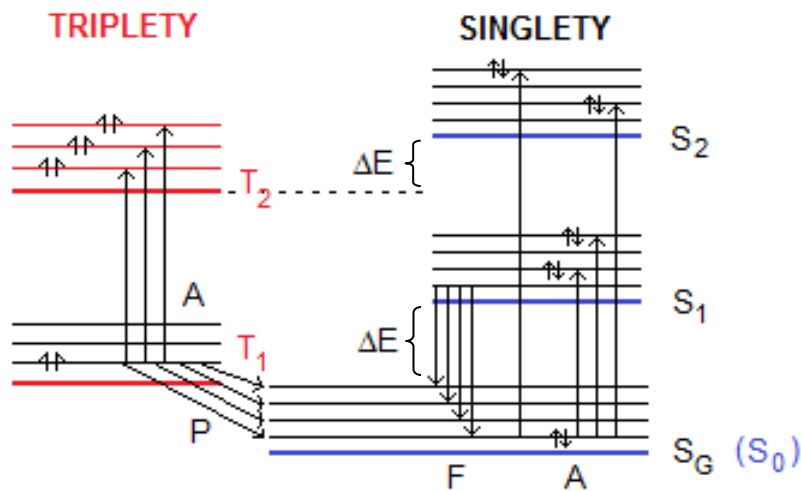 TRIPLETY
SINGLETY
S2
ΔE
T2
A
S1
ΔE
T1
P
SG (S0)
F
A